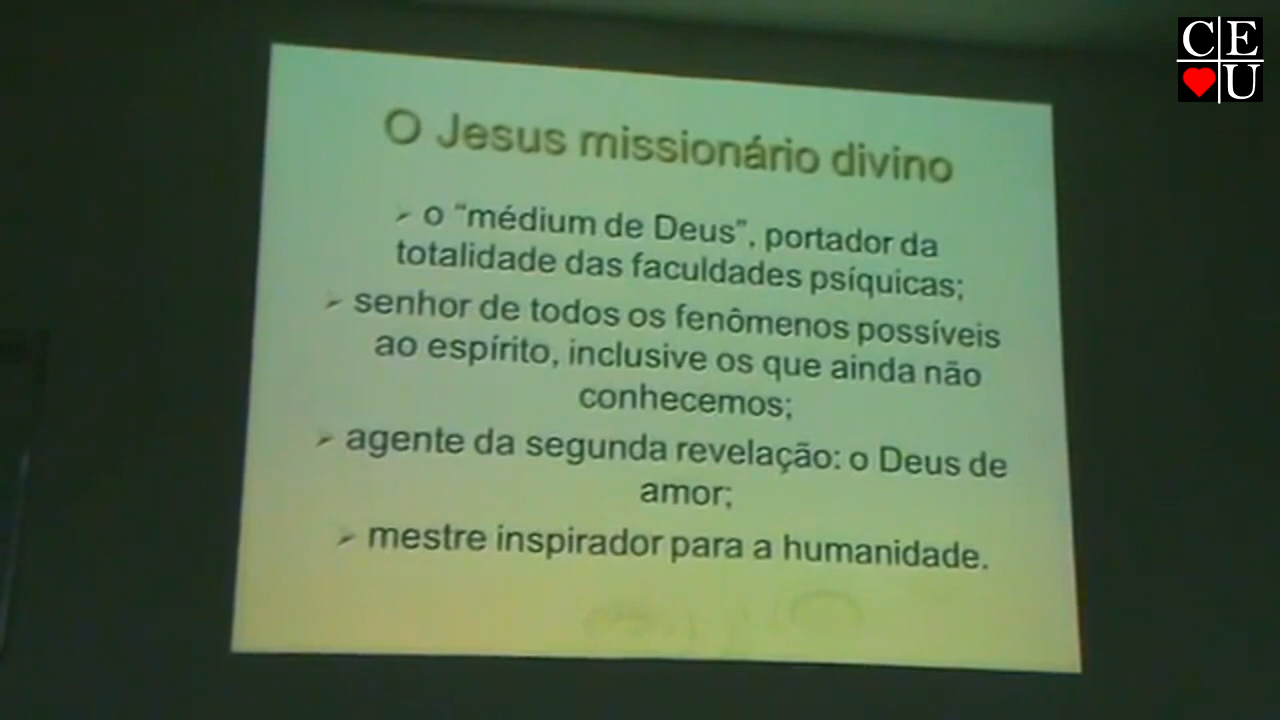 CE
U
O Jesus missionário divino
➢ o “médium de Deus”, portador da
totalidade das faculdades psíquicas;
➢ senhor de todos os fenômenos possíveis
ao espírito, inclusive os que ainda não
conhecemos;
➢ agente da segunda revelação: o Deus de
amor;
➢ mestre inspirador para a humanidade.